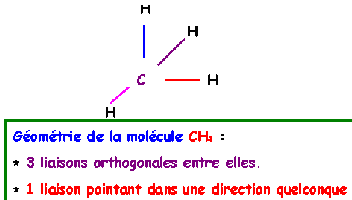 H
H
C
H
H
Géométrie de la molécule CH₄ :
* 3 liaisons orthogonales entre elles.
* 1 liaison pointant dans une direction quelconque